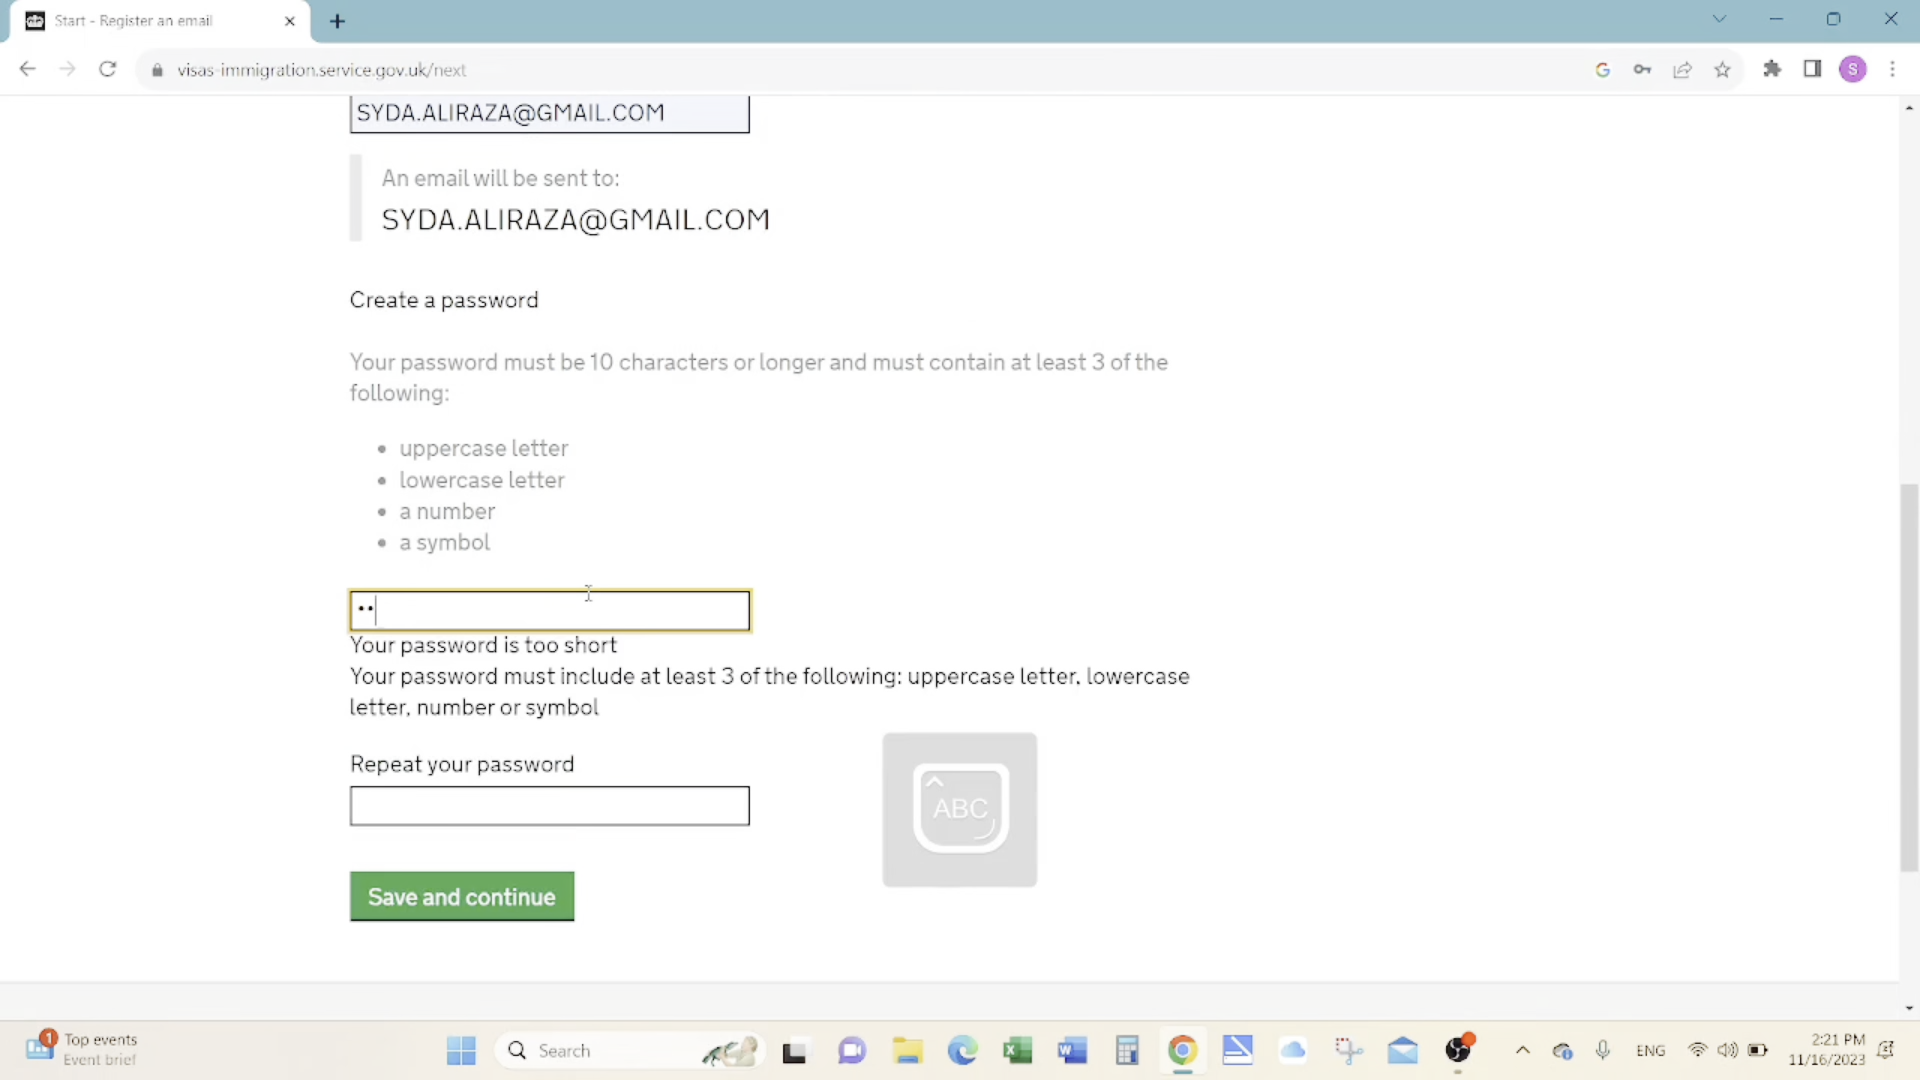 Start - Register an email
visas-immigration.service.gov.uk/next
S
SYDA.ALIRAZA@GMAIL.COM
An email will be sent to:
SYDA.ALIRAZA@GMAIL.COM
Create a password
Your password must be 10 characters or longer and must contain at least 3 of the
following:
uppercase letter
lowercase letter
a number
a symbol
Your password is too short
Your password must include at least 3 of the following: uppercase letter, lowercase
letter, number or symbol
Repeat your password
ABC
Save and continue
1
Top events
Event brief
Search
ENG
2:21 PM
11/16/2023